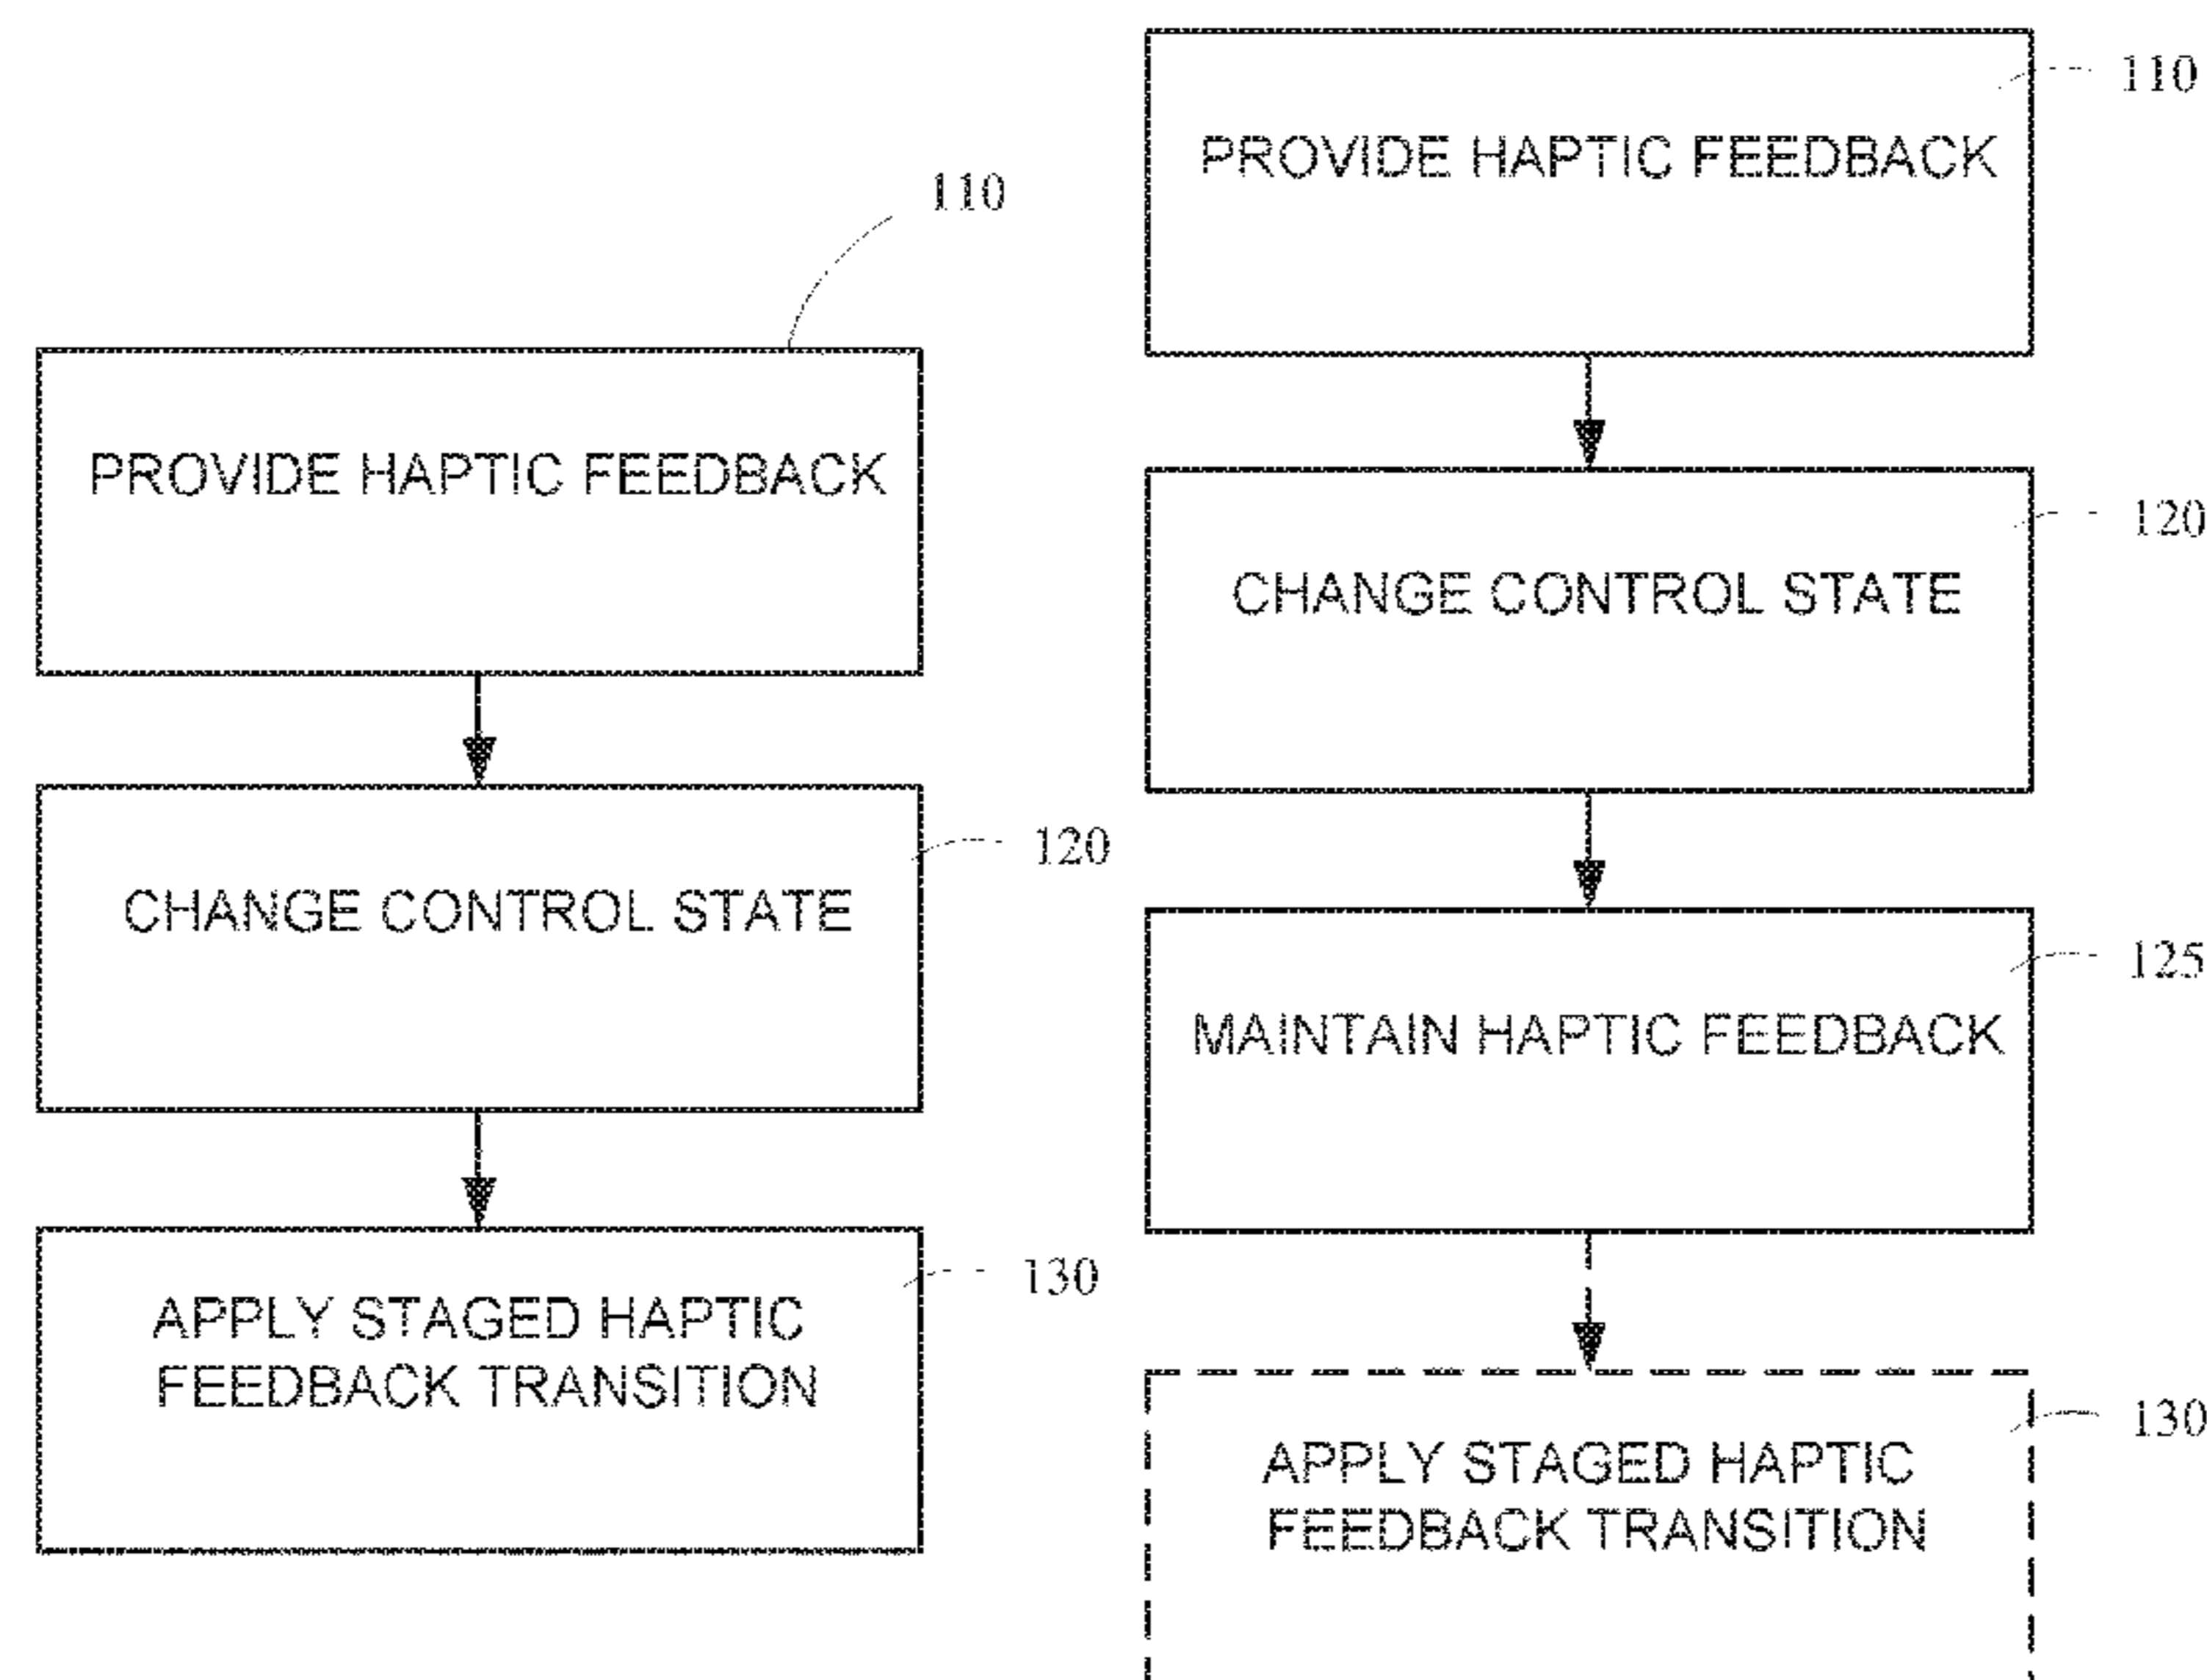 110
PROVIDE HAPTIC FEEDBACK
120
CHANGE CONTROL STATE
130
APPLY STAGED HAPTIC
FEEDBACK TRANSITION
110
PROVIDE HAPTIC FEEDBACK
120
CHANGE CONTROL STATE
125
MAINTAIN HAPTIC FEEDBACK
130
APPLY STAGED HAPTIC
FEEDBACK TRANSITION